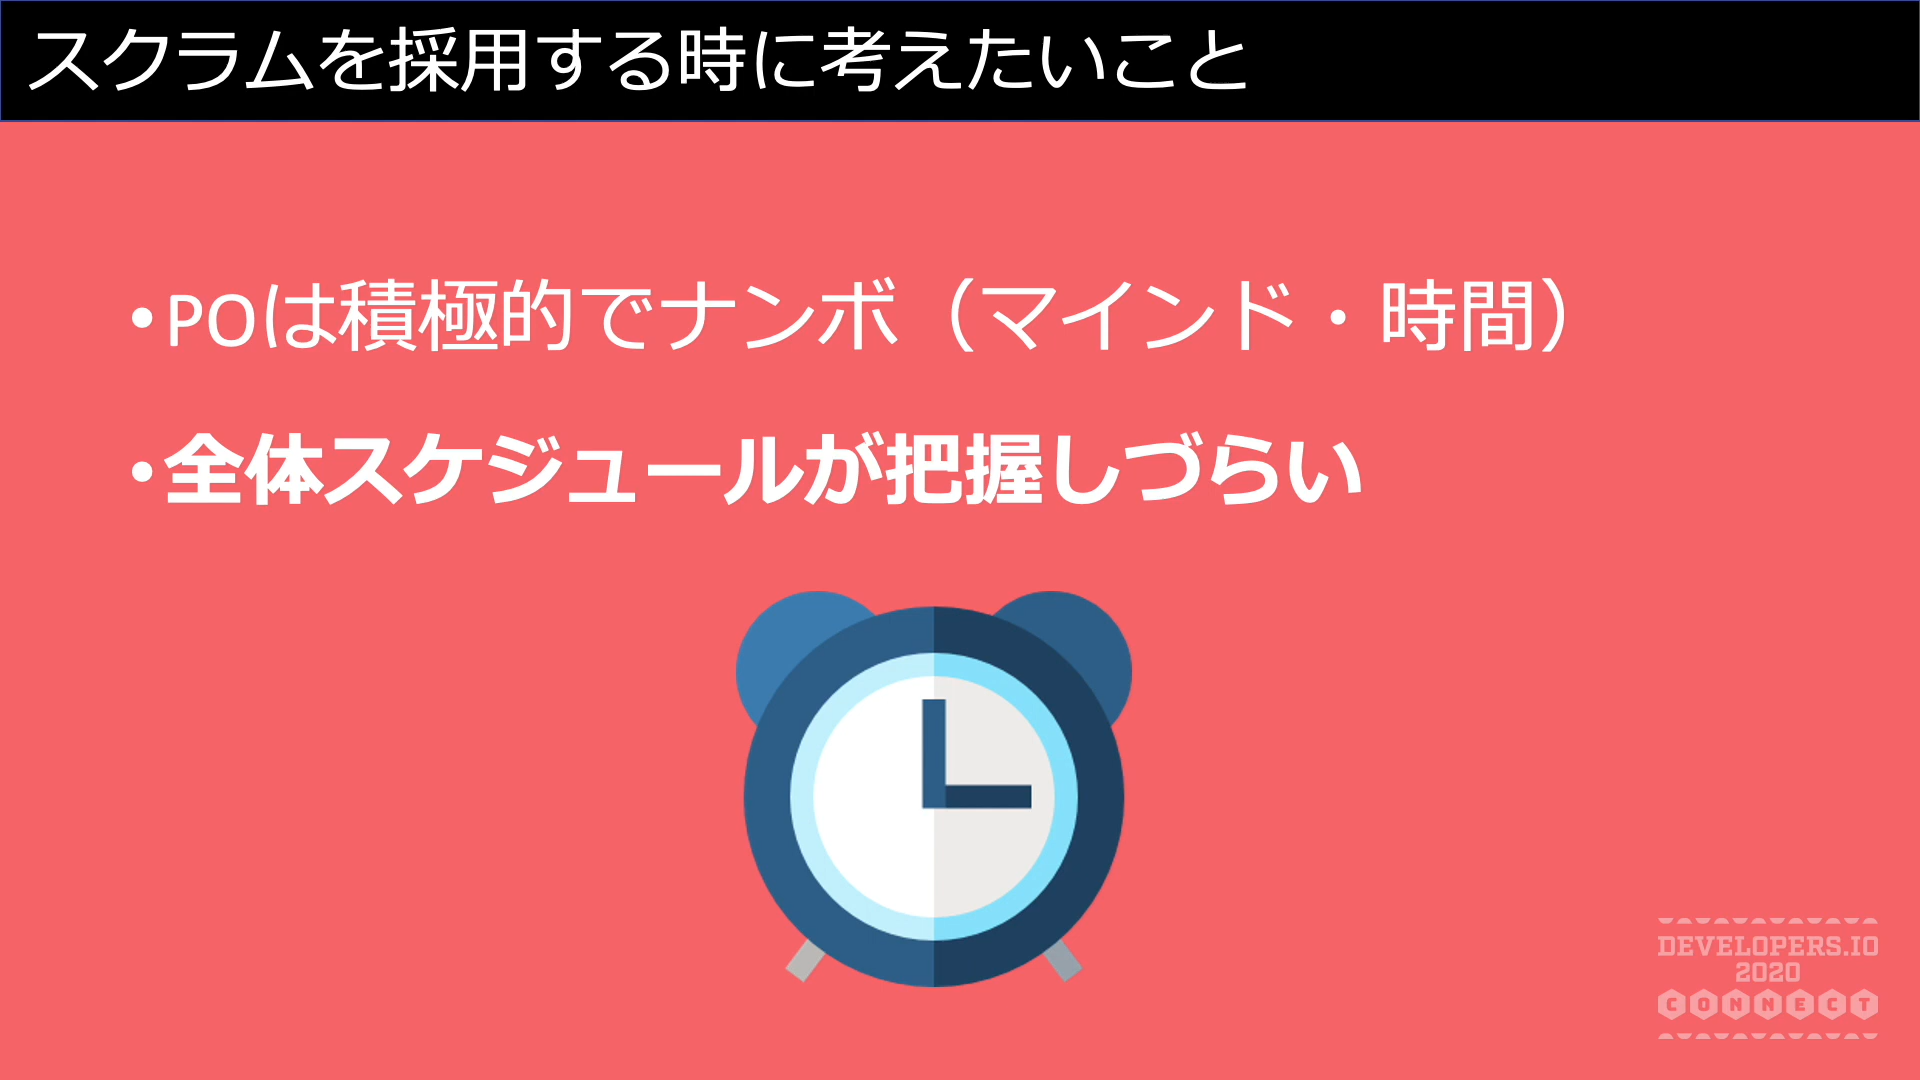 スクラムを採用する時に考えたいこと
•POは積極的でナンボ（マインド・時間）
•全体スケジュールが把握しづらい
DEVELOPERS.IO
2020
CONNECT